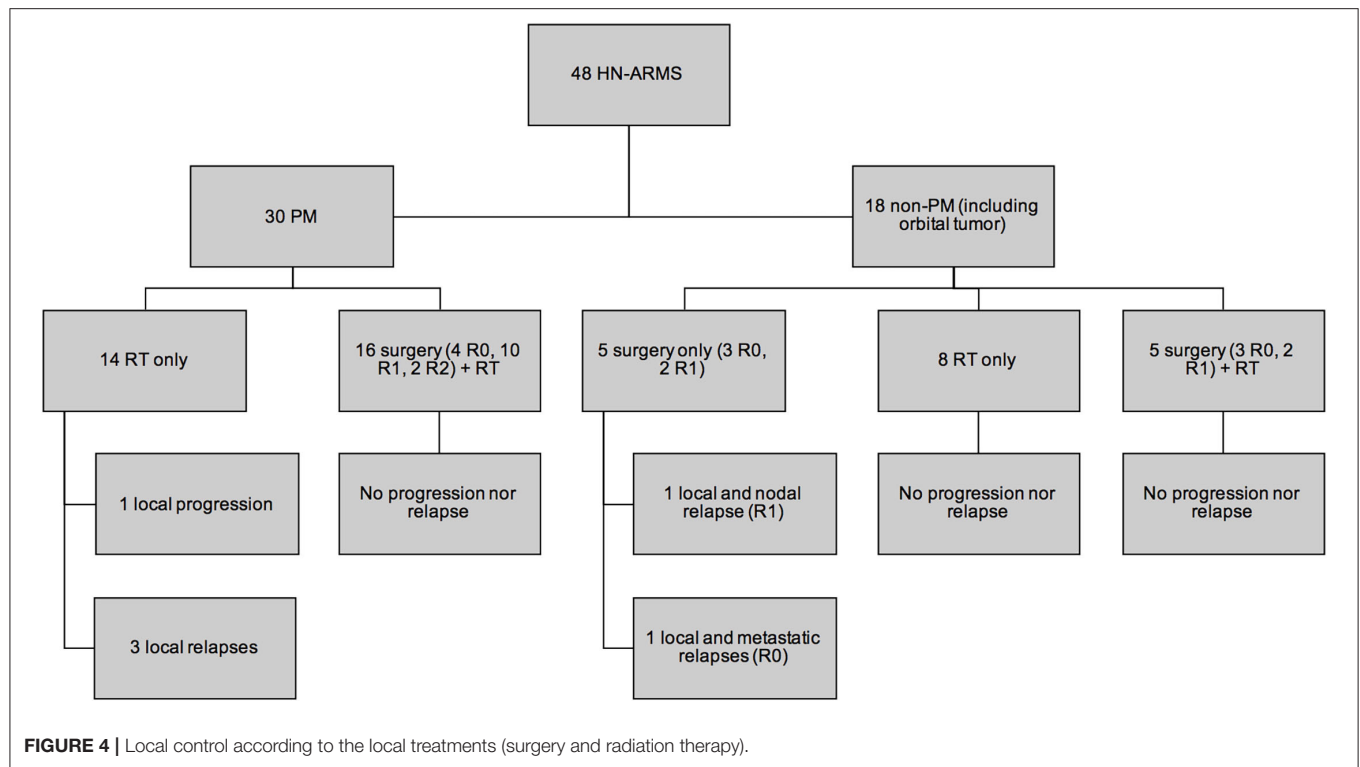 48 HN-ARMS
30 PM
18 non-PM (including
orbital tumor)
14 RT only
16 surgery (4 R0, 10
R1, 2 R2) + RT
5 surgery only (3 R0,
2 R1)
8 RT only
5 surgery (3 R0, 2
R1) + RT
1 local progression
No progression nor
relapse
1 local and nodal
relapse (R1)
No progression nor
relapse
No progression nor
relapse
3 local relapses
1 local and metastatic
relapses (R0)
FIGURE 4 | Local control according to the local treatments (surgery and radiation therapy).